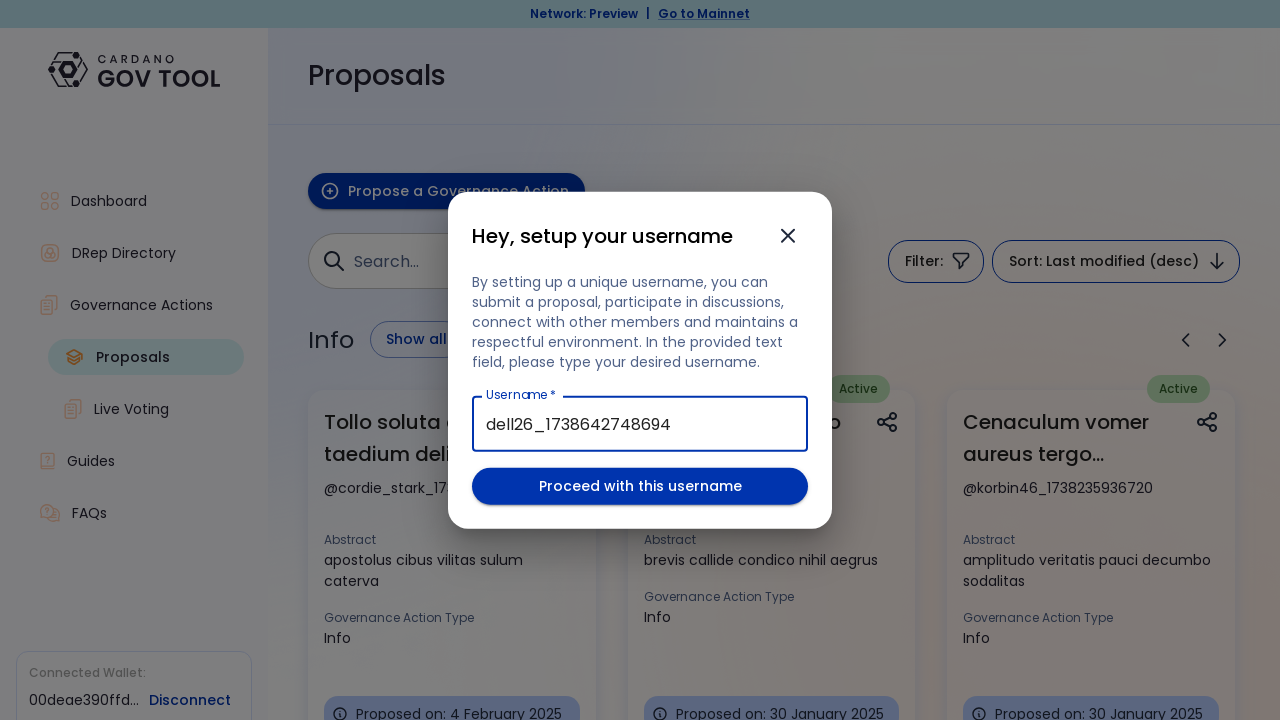 Network: Preview | Go to Mainnet
CARDANO
GOV TOOL
Proposals
Dashboard
DRep Directory
Governance Actions
Proposals
Live Voting
Guides
FAQs
Connected Wallet:
00deae390ffd... Disconnect
Propose a Governance Action
Search...
Filter:
Sort: Last modified (desc)
Info
Show all
Hey, setup your username
By setting up a unique username, you can
submit a proposal, participate in discussions,
connect with other members and maintains a
respectful environment. In the provided text
field, please type your desired username.
Username *
dell26_1738642748694
Proceed with this username
Tollo soluta
taedium
@cordie_stark_17
Abstract
apostolus cibus vilitas sulum
caterva
Governance Action Type
Info
Proposed on: 4 February 2025
Active
Abstract
brevis callide condico nihil aegrus
Governance Action Type
Info
Proposed on: 30 January 2025
Active
Cenaculum vomer
aureus tergo...
@korbin46_1738235936720
Abstract
amplitudo veritatis pauci decumbo
sodalitas
Governance Action Type
Info
Proposed on: 30 January 2025